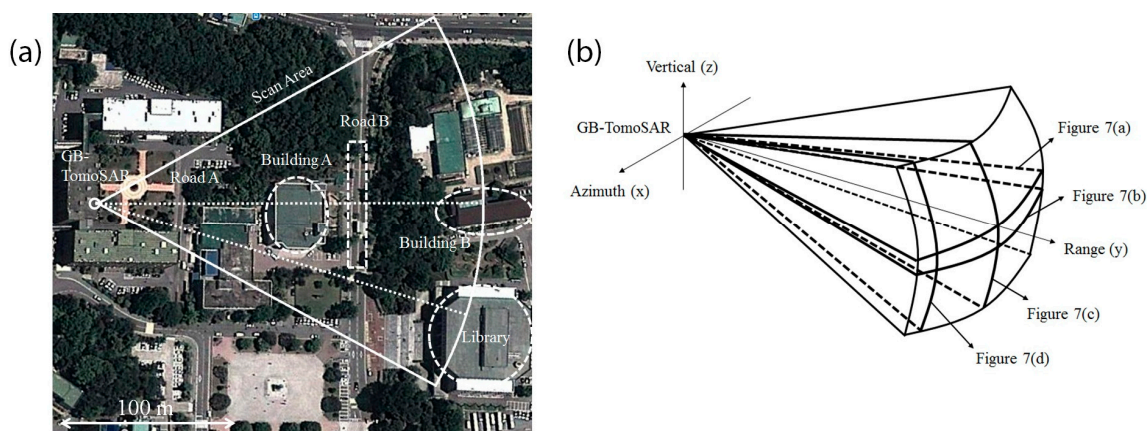 (a)
Scan Area
GB-
TomoSAR
Road A
Building A
Road B
Building B
Library
100 m
(b)
Vertical (z)
GB-TomoSAR
Azimuth (x)
Figure 7(a)
Figure 7(b)
Range (y)
Figure 7(c)
Figure 7(d)